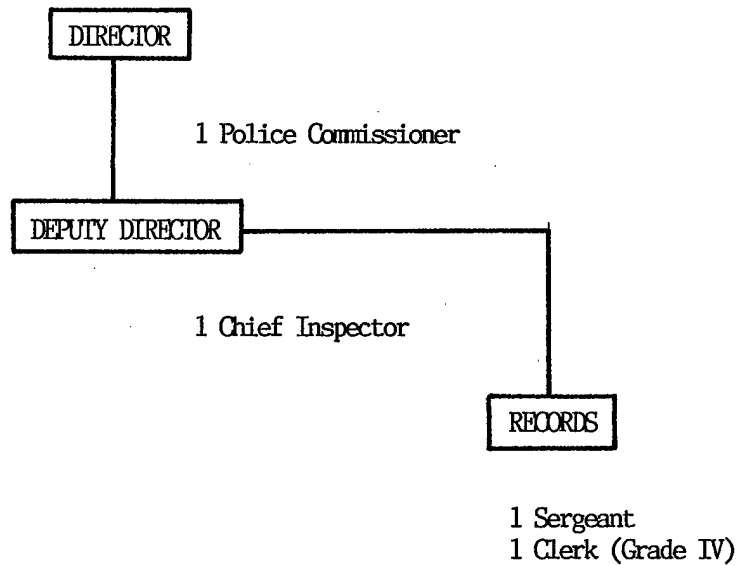 DIRECTOR
1 Police Commissioner
DEPUTY DIRECTOR
1 Chief Inspector
RECORDS
1 Sergeant
1 Clerk (Grade IV)